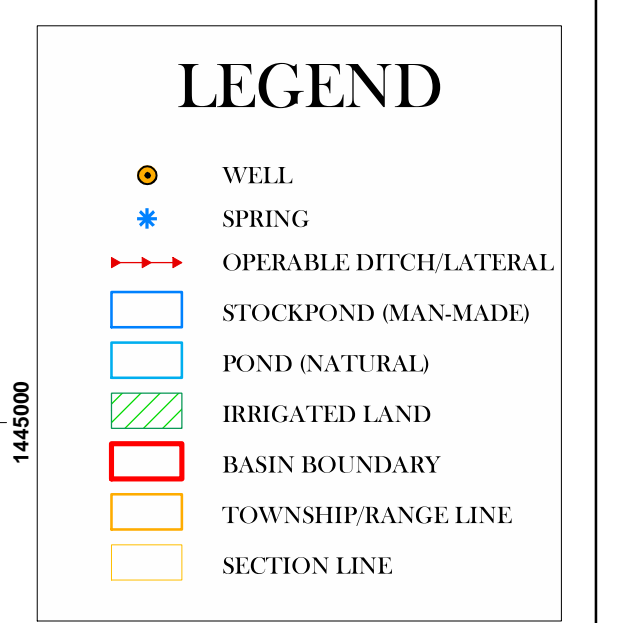 LEGEND
WELL
SPRING
OPERABLE DITCH/LATERAL
STOCKPOND (MAN-MADE)
POND (NATURAL)
IRRIGATED LAND
BASIN BOUNDARY
TOWNSHIP/RANGE LINE
SECTION LINE
1445000